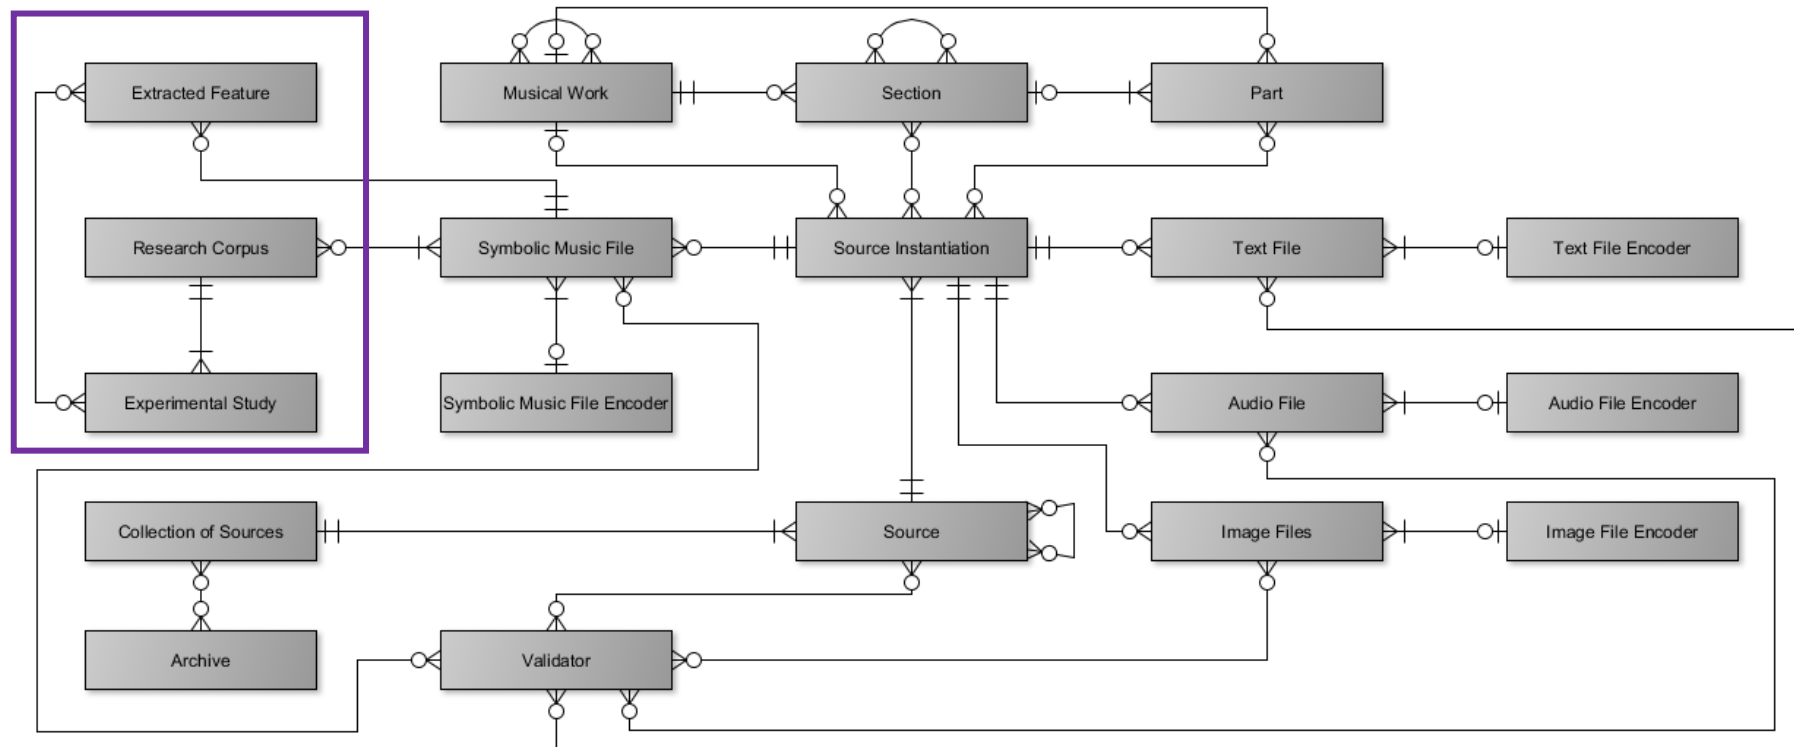 Extracted Feature
Musical Work
Section
Part
Research Corpus
Symbolic Music File
Source Instantiation
Text File
Text File Encoder
Experimental Study
Symbolic Music File Encoder
Audio File
Audio File Encoder
Collection of Sources
Source
Image Files
Image File Encoder
Archive
Validator